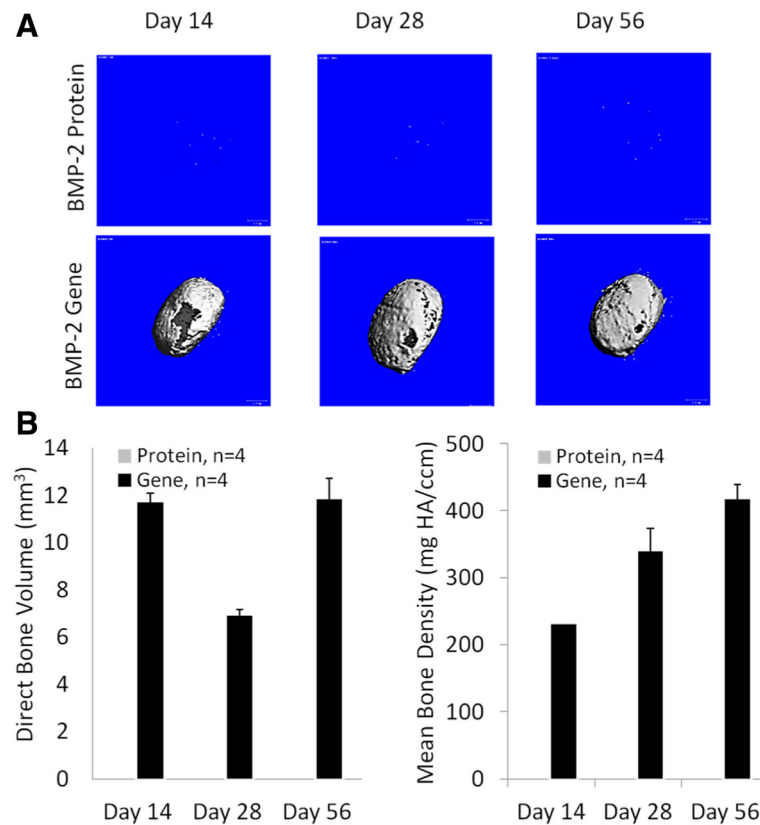 A
Day 14
Day 28
Day 56
BMP-2 Protein
BMP-2 Gene
B
Direct Bone Volume (mm³)
14
12
10
8
6
4
2
0
Protein, n=4
Gene, n=4
Day 14
Day 28
Day 56
Mean Bone Density (mg HA/ccm)
500
400
300
200
100
0
Protein, n=4
Gene, n=4
Day 14
Day 28
Day 56